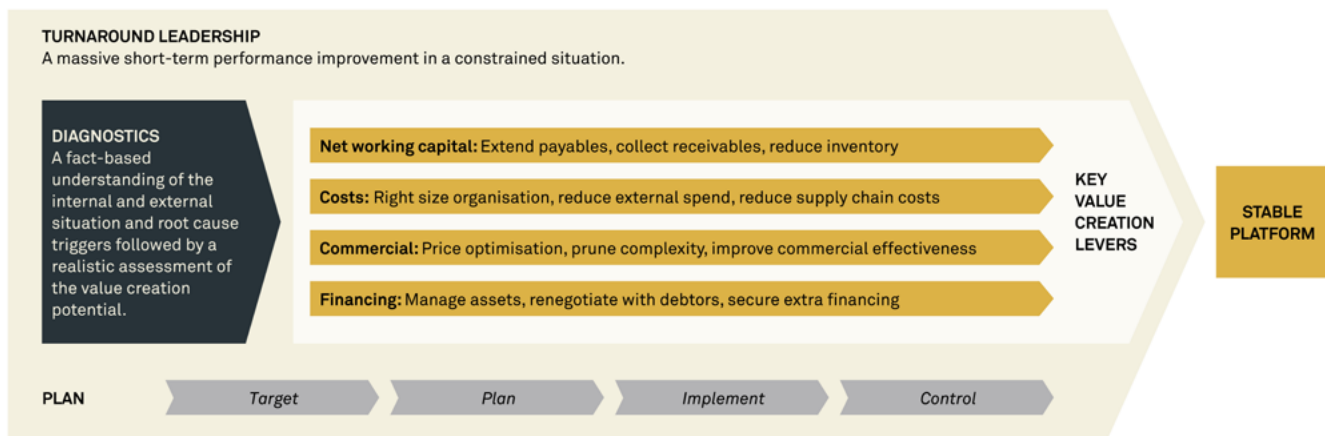 TURNAROUND LEADERSHIP
A massive short-term performance improvement in a constrained situation.
DIAGNOSTICS
A fact-based
understanding of the
internal and external
situation and root cause
triggers followed by a
realistic assessment of
the value creation
potential.
Net working capital: Extend payables, collect receivables, reduce inventory
Costs: Right size organisation, reduce external spend, reduce supply chain costs
Commercial: Price optimisation, prune complexity, improve commercial effectiveness
Financing: Manage assets, renegotiate with debtors, secure extra financing
KEY
VALUE
CREATION
LEVERS
STABLE
PLATFORM
PLAN
Target
Plan
Implement
Control